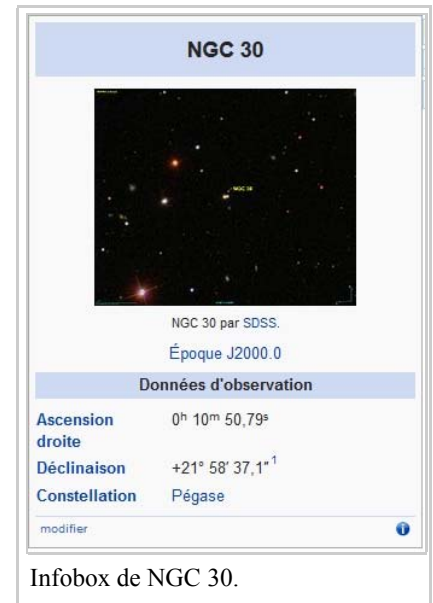 NGC 30
NGC 30
NGC 30 par SDSS.
Époque J2000.0
Données d'observation
Ascension droite 0ʰ 10ᵐ 50,79ˢ
Déclinaison +21° 58′ 37,1″ ¹
Constellation Pégase
modifier
Infobox de NGC 30.